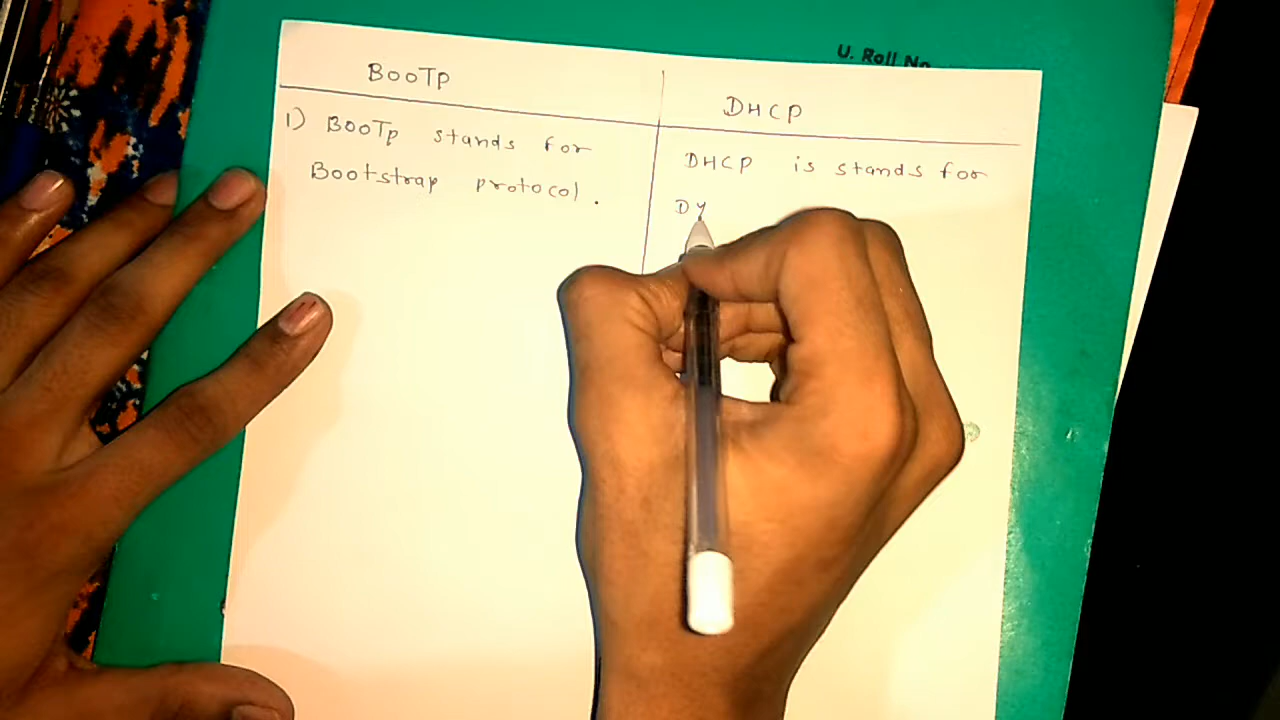 U. Roll No
BOOTP
DHCP
1) BOOTP stands for
Bootstrap protocol.
DHCP is stands for
DY